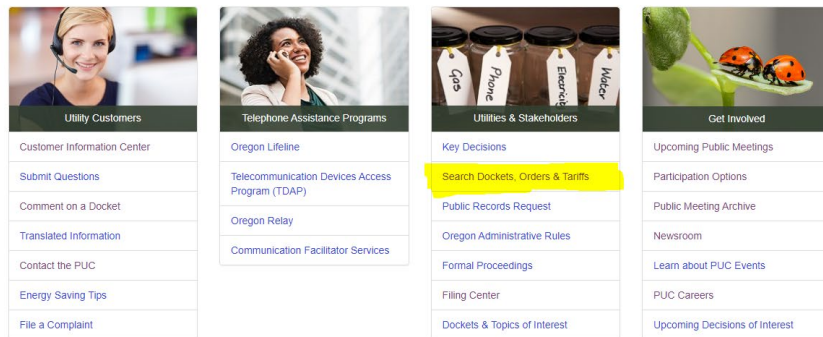 Gas
Phone
Electricity
Water
Utility Customers
Customer Information Center
Submit Questions
Comment on a Docket
Translated Information
Contact the PUC
Energy Saving Tips
File a Complaint
Telephone Assistance Programs
Oregon Lifeline
Telecommunication Devices Access
Program (TDAP)
Oregon Relay
Communication Facilitator Services
Utilities & Stakeholders
Key Decisions
Search Dockets, Orders & Tariffs
Public Records Request
Oregon Administrative Rules
Formal Proceedings
Filing Center
Dockets & Topics of Interest
Get Involved
Upcoming Public Meetings
Participation Options
Public Meeting Archive
Newsroom
Learn about PUC Events
PUC Careers
Upcoming Decisions of Interest